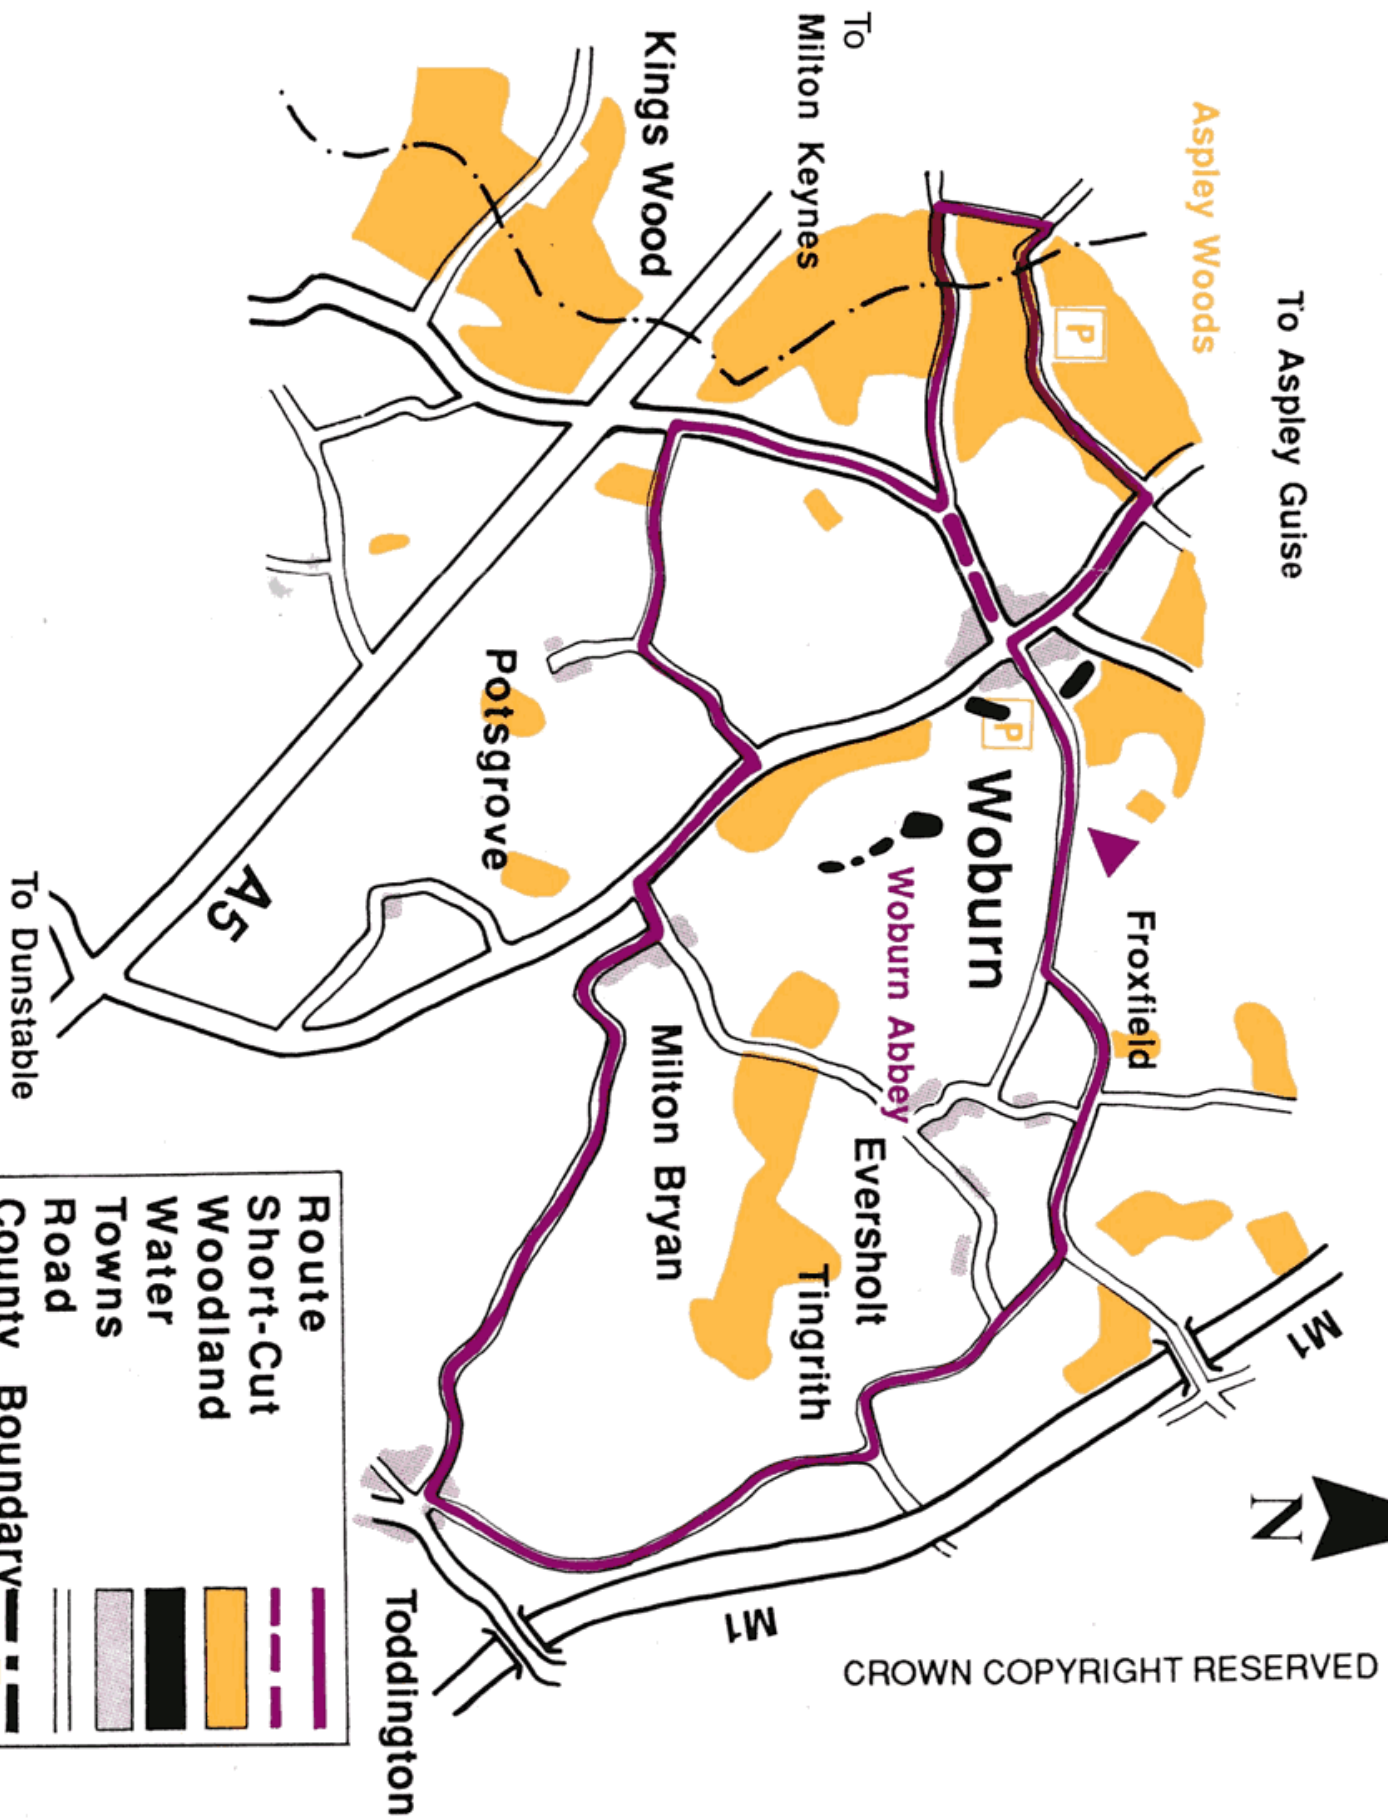 To
Milton Keynes
Kings Wood
Aspley Woods
To Aspley Guise
P
P
Woburn
Woburn Abbey
Froxfield
Potsgrove
A5
To Dunstable
Milton Bryan
Eversholt
Tingrith
Toddington
M1
M1
N
CROWN COPYRIGHT RESERVED
Route
Short-Cut
Woodland
Water
Towns
Road
County Boundary